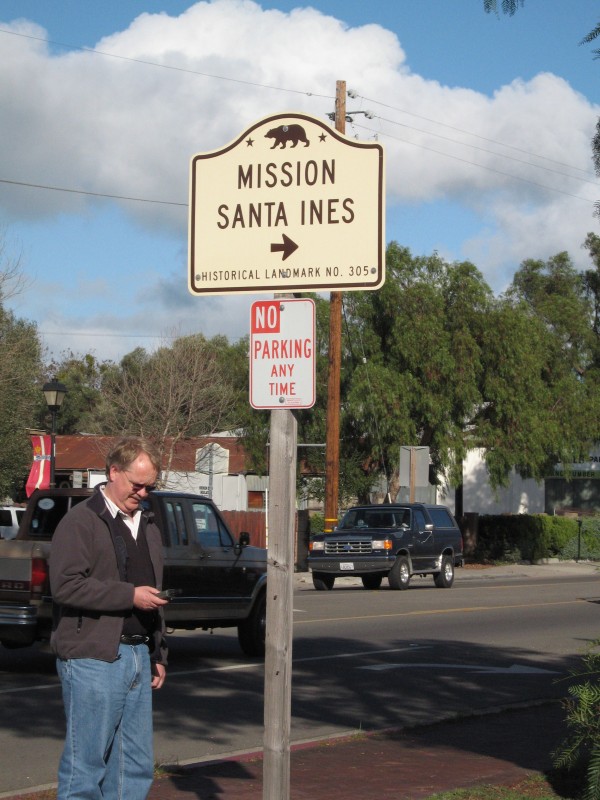 MISSION
SANTA INES
HISTORICAL LANDMARK NO. 305
NO
PARKING
ANY
TIME